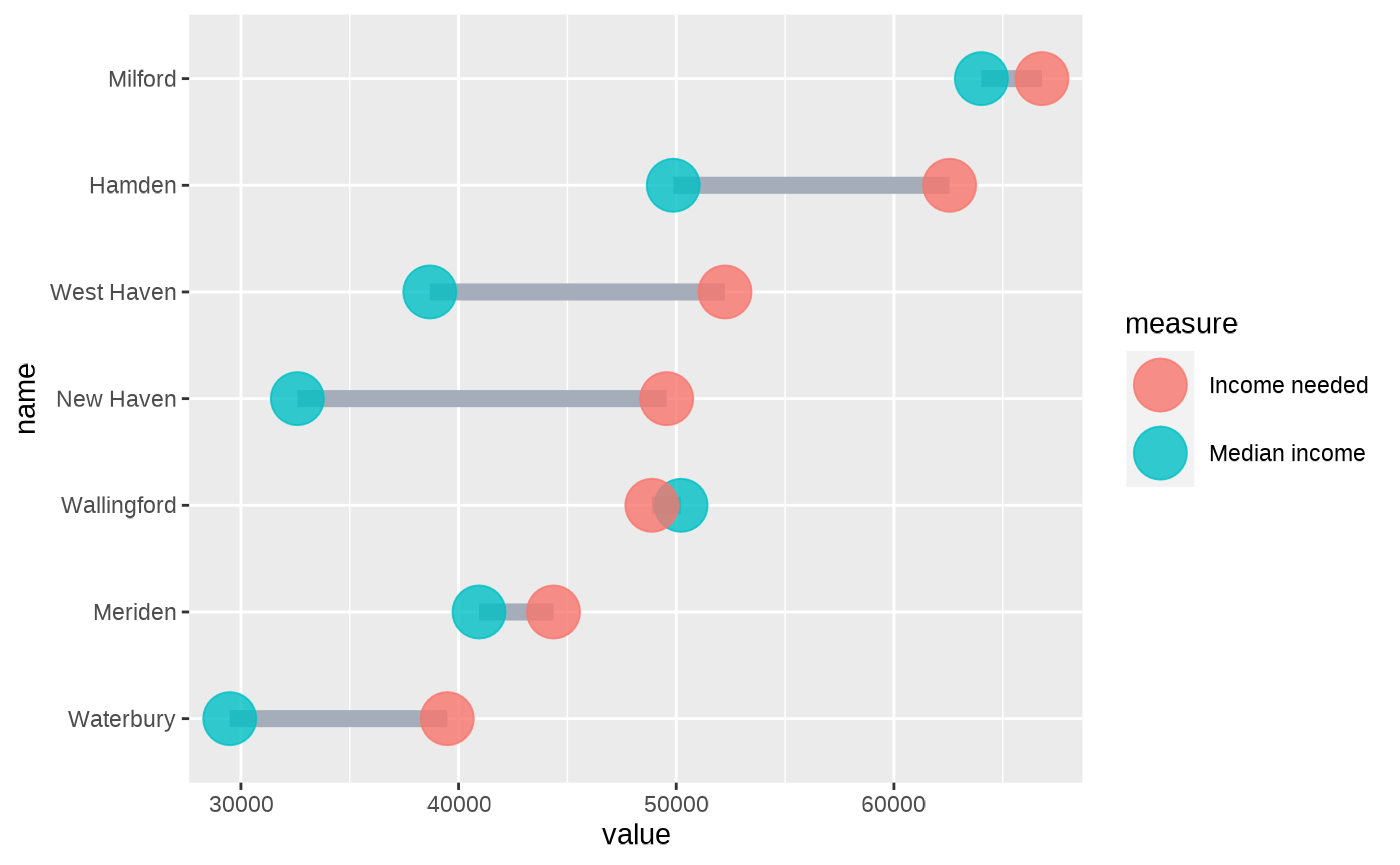 Milford
Hamden
West Haven
New Haven
Wallingford
Meriden
Waterbury
name
30000 40000 50000 60000
value
measure
Income needed
Median income